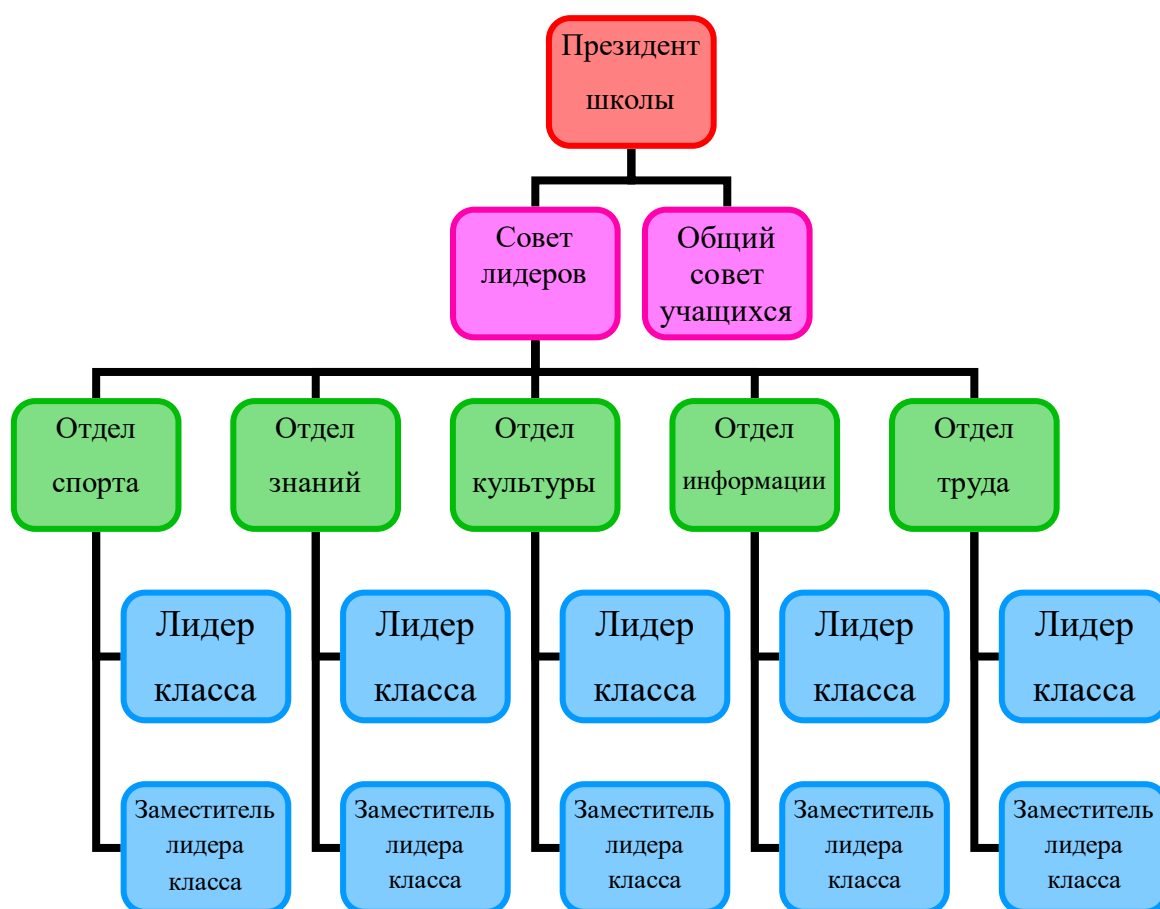 Президент
школы
Совет
лидеров
Общий
совет
учащихся
Отдел
спорта
Отдел
знаний
Отдел
культуры
Отдел
информации
Отдел
труда
Лидер
класса
Лидер
класса
Лидер
класса
Лидер
класса
Лидер
класса
Заместитель
лидера
класса
Заместитель
лидера
класса
Заместитель
лидера
класса
Заместитель
лидера
класса
Заместитель
лидера
класса